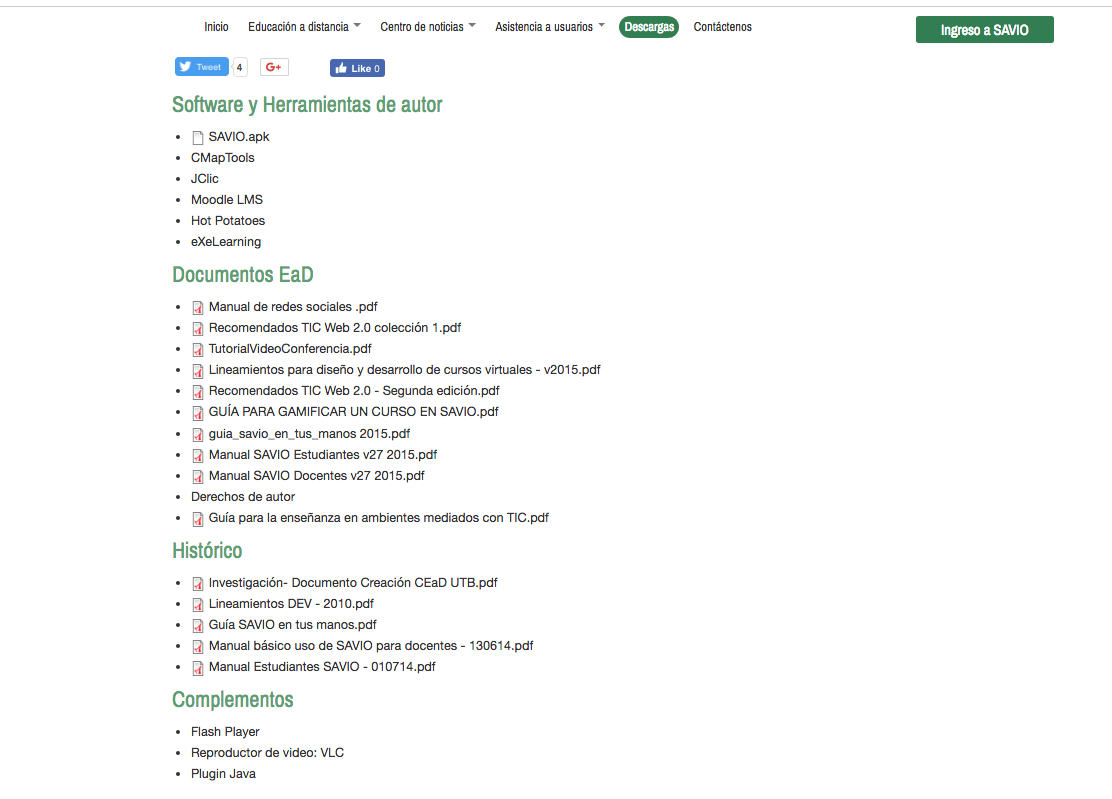 Inicio Educación a distancia Centro de noticias Asistencia a usuarios Descargas Contáctenos Ingreso a SAVIO
Tweet 4 G+ Like 0
Software y Herramientas de autor
SAVIO.apk
CMapTools
JClic
Moodle LMS
Hot Potatoes
eXeLearning
Documentos EaD
Manual de redes sociales .pdf
Recomendados TIC Web 2.0 colección 1.pdf
TutorialVideoConferencia.pdf
Lineamientos para diseño y desarrollo de cursos virtuales - v2015.pdf
Recomendados TIC Web 2.0 - Segunda edición.pdf
GUÍA PARA GAMIFICAR UN CURSO EN SAVIO.pdf
guia_savio_en_tus_manos 2015.pdf
Manual SAVIO Estudiantes v27 2015.pdf
Manual SAVIO Docentes v27 2015.pdf
Derechos de autor
Guía para la enseñanza en ambientes mediados con TIC.pdf
Histórico
Investigación- Documento Creación CEaD UTB.pdf
Lineamientos DEV - 2010.pdf
Guía SAVIO en tus manos.pdf
Manual básico uso de SAVIO para docentes - 130614.pdf
Manual Estudiantes SAVIO - 010714.pdf
Complementos
Flash Player
Reproductor de video: VLC
Plugin Java